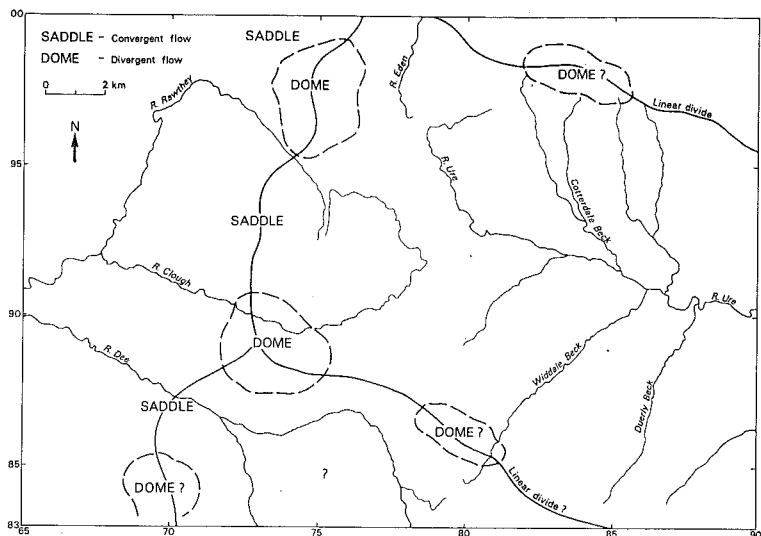 00
SADDLE - Convergent flow
DOME - Divergent flow
0 2 km
N
SADDLE
DOME
R. Eden
DOME ?
Linear divide
R. Rawthey
95
R. Ure
Cotterdale Beck
SADDLE
R. Clough
90
R. Ure
DOME
R. Dee
Widdale Beck
Duerly Beck
SADDLE
DOME ?
85
DOME ?
?
Linear divide ?
83
65 70 75 80 85 90